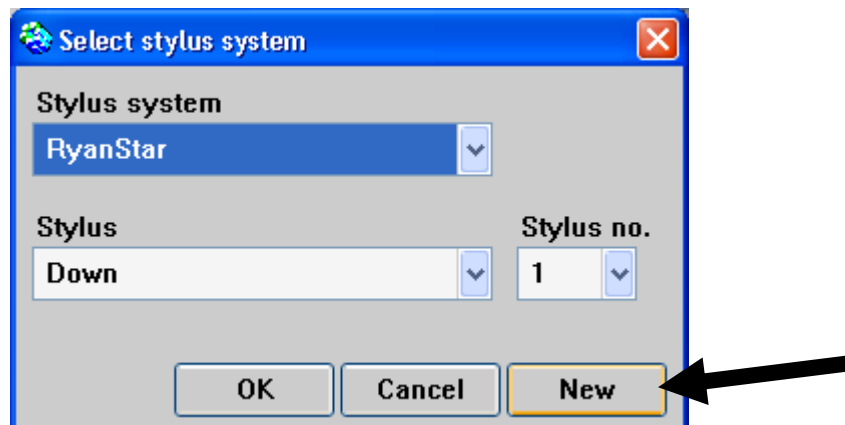 Select stylus system
Stylus system
RyanStar
Stylus Stylus no.
Down 1
OK Cancel New